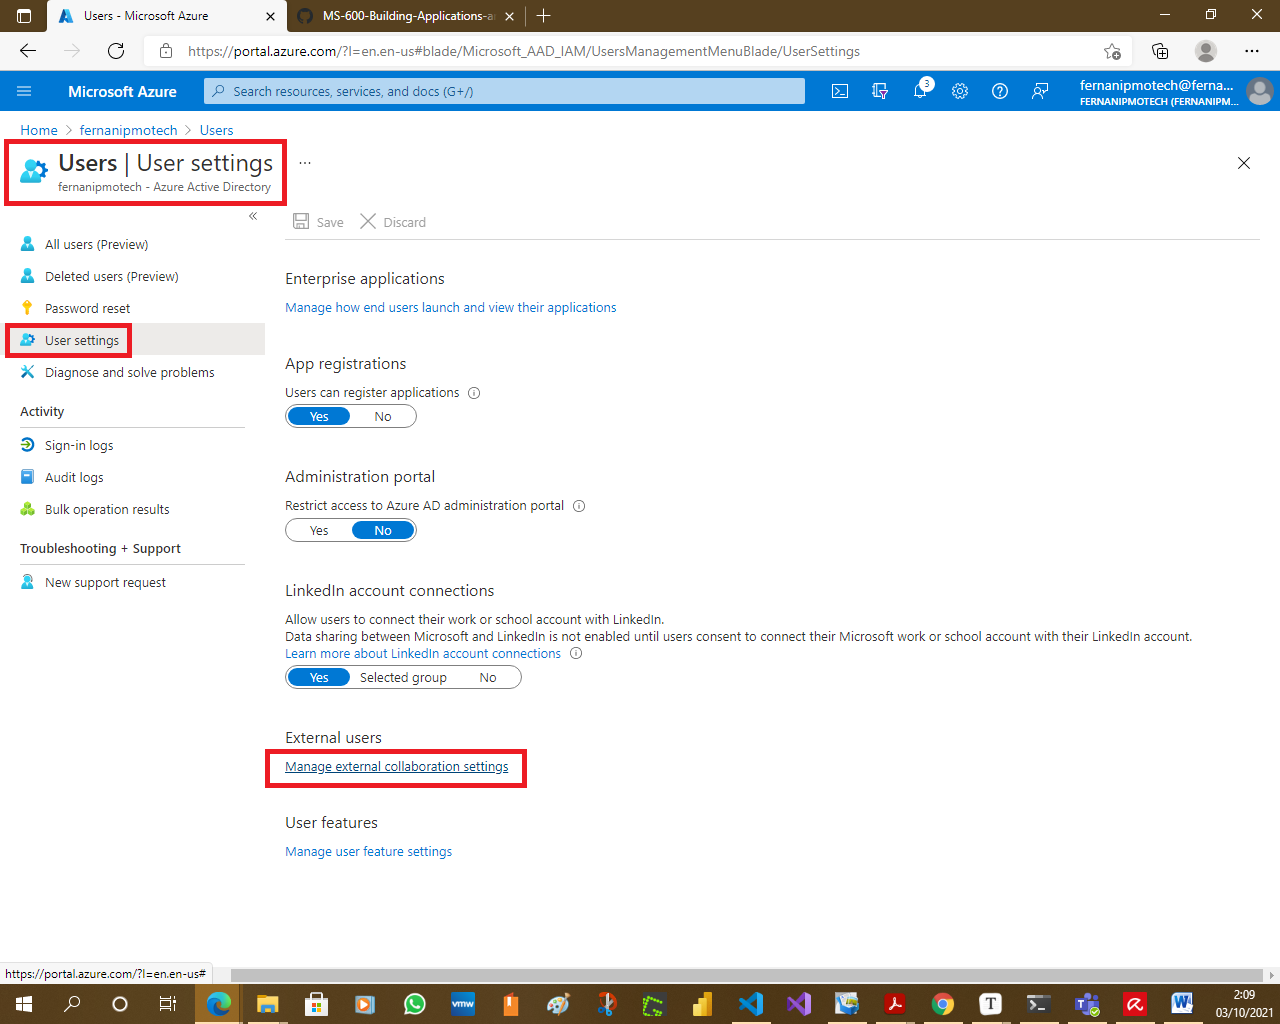 Users - Microsoft Azure
MS-600-Building-Applications-a
https://portal.azure.com/?l=en.en-us#blade/Microsoft_AAD_IAM/UsersManagementMenuBlade/UserSettings
Microsoft Azure
Search resources, services, and docs (G+/)
3
fernanipmotech@ferna...
FERNANIPMOTECH (FERNANIPM...
Home > fernanipmotech > Users
Users | User settings ...
fernanipmotech - Azure Active Directory
«
Save Discard
All users (Preview)
Deleted users (Preview)
Password reset
User settings
Diagnose and solve problems
Activity
Sign-in logs
Audit logs
Bulk operation results
Troubleshooting + Support
New support request
Enterprise applications
Manage how end users launch and view their applications
App registrations
Users can register applications
Yes No
Administration portal
Restrict access to Azure AD administration portal
Yes No
LinkedIn account connections
Allow users to connect their work or school account with LinkedIn.
Data sharing between Microsoft and LinkedIn is not enabled until users consent to connect their Microsoft work or school account with their LinkedIn account.
Learn more about LinkedIn account connections
Yes Selected group No
External users
Manage external collaboration settings
User features
Manage user feature settings
https://portal.azure.com/?l=en.en-us#
vmw
T
2:09
03/10/2021